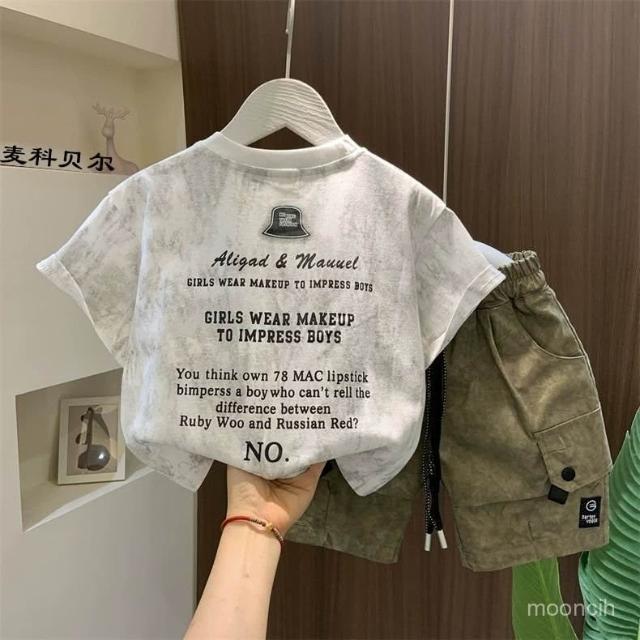 麦科贝尔
Aligad & Mauuel
GIRLS WEAR MAKEUP TO IMPRESS BOYS
GIRLS WEAR MAKEUP
TO IMPRESS BOYS
You think own 78 MAC lipstick
bimperss a boy who can't rell the
difference between
Ruby Woo and Russian Red?
NO.
mooncih